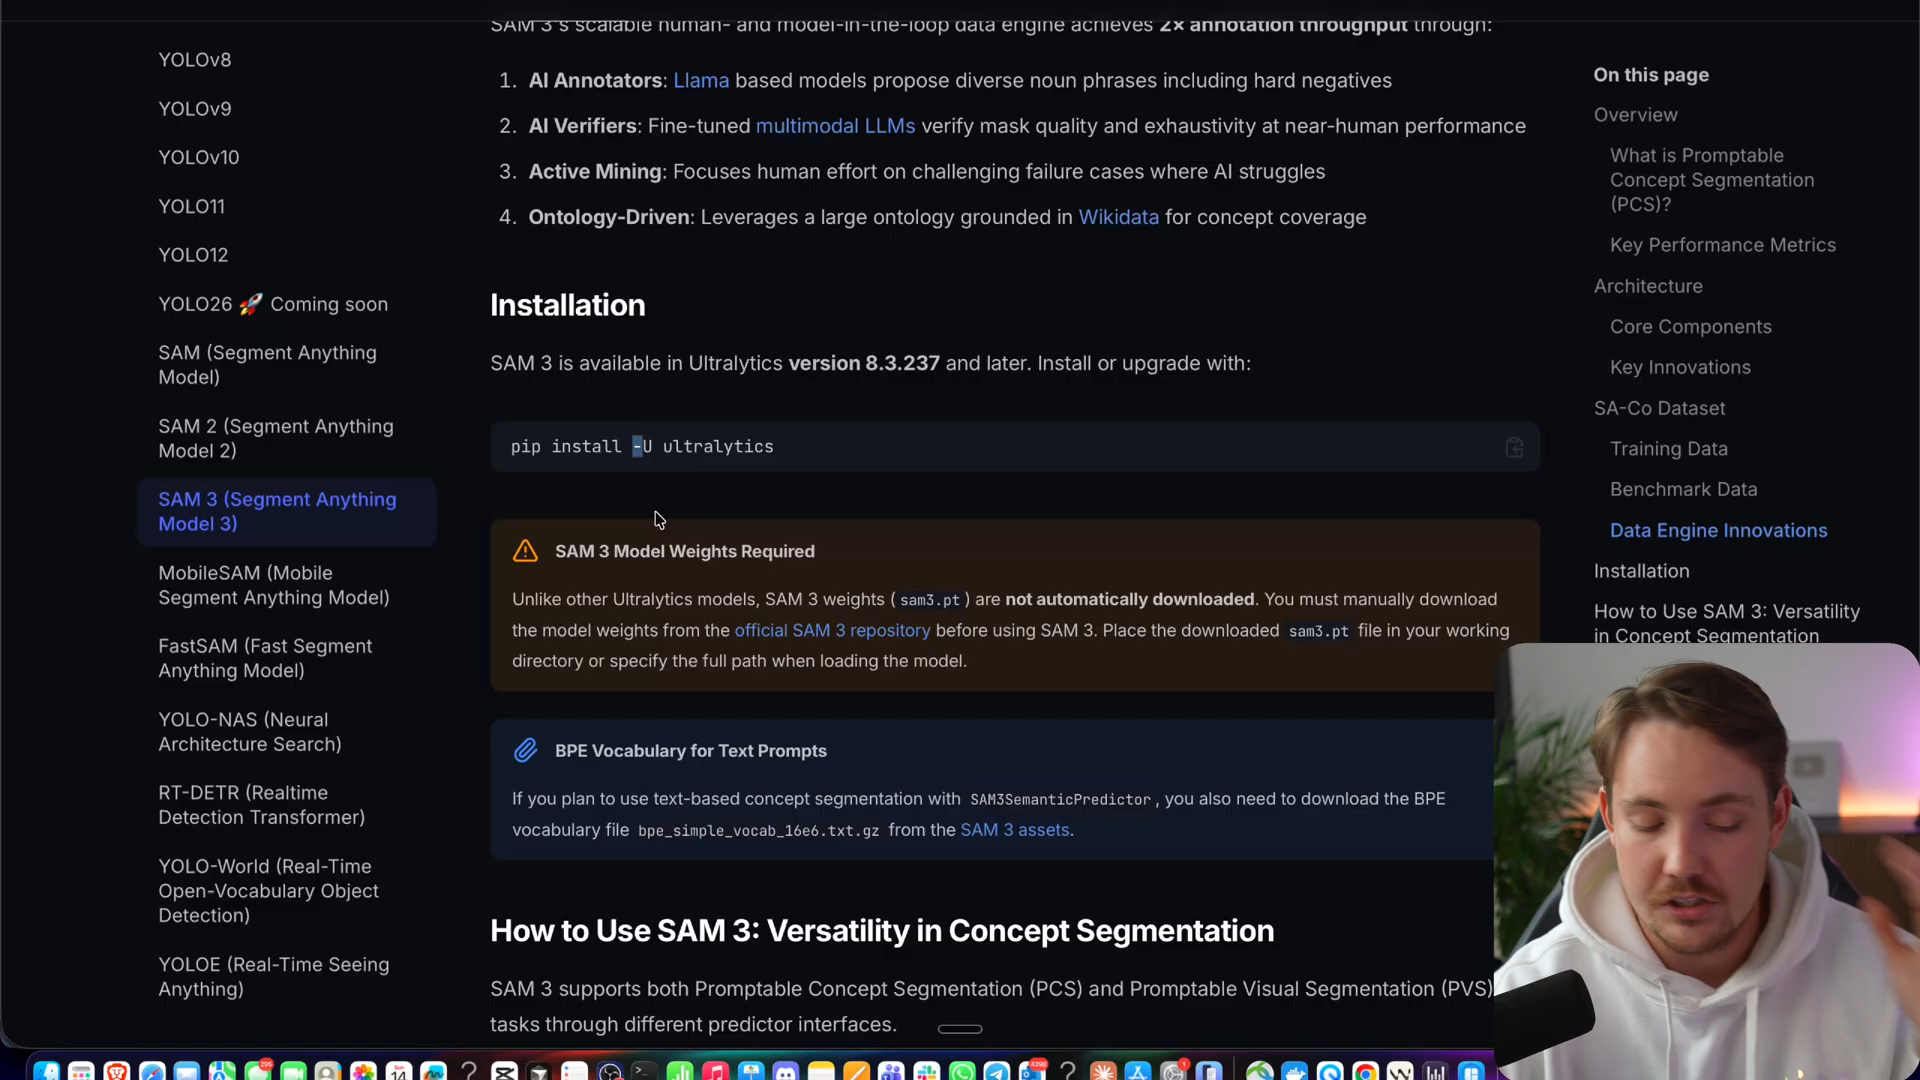 SAM 3's scalable human- and model-in-the-loop data engine achieves 2× annotation throughput through:
1. AI Annotators: Llama based models propose diverse noun phrases including hard negatives
2. AI Verifiers: Fine-tuned multimodal LLMs verify mask quality and exhaustivity at near-human performance
3. Active Mining: Focuses human effort on challenging failure cases where AI struggles
4. Ontology-Driven: Leverages a large ontology grounded in Wikidata for concept coverage
Installation
SAM 3 is available in Ultralytics version 8.3.237 and later. Install or upgrade with:
pip install -U ultralytics
SAM 3 Model Weights Required
Unlike other Ultralytics models, SAM 3 weights ( sam3.pt ) are not automatically downloaded. You must manually download
the model weights from the official SAM 3 repository before using SAM 3. Place the downloaded sam3.pt file in your working
directory or specify the full path when loading the model.
BPE Vocabulary for Text Prompts
If you plan to use text-based concept segmentation with SAM3SemanticPredictor , you also need to download the BPE
vocabulary file bpe_simple_vocab_16e6.txt.gz from the SAM 3 assets.
How to Use SAM 3: Versatility in Concept Segmentation
SAM 3 supports both Promptable Concept Segmentation (PCS) and Promptable Visual Segmentation (PVS)
tasks through different predictor interfaces.
YOLOv8
YOLOv9
YOLOv10
YOLO11
YOLO12
YOLO26 🚀 Coming soon
SAM (Segment Anything
Model)
SAM 2 (Segment Anything
Model 2)
SAM 3 (Segment Anything
Model 3)
MobileSAM (Mobile
Segment Anything Model)
FastSAM (Fast Segment
Anything Model)
YOLO-NAS (Neural
Architecture Search)
RT-DETR (Realtime
Detection Transformer)
YOLO-World (Real-Time
Open-Vocabulary Object
Detection)
YOLOE (Real-Time Seeing
Anything)
On this page
Overview
What is Promptable
Concept Segmentation
(PCS)?
Key Performance Metrics
Architecture
Core Components
Key Innovations
SA-Co Dataset
Training Data
Benchmark Data
Data Engine Innovations
Installation
How to Use SAM 3: Versatility
in Concept Segmentation